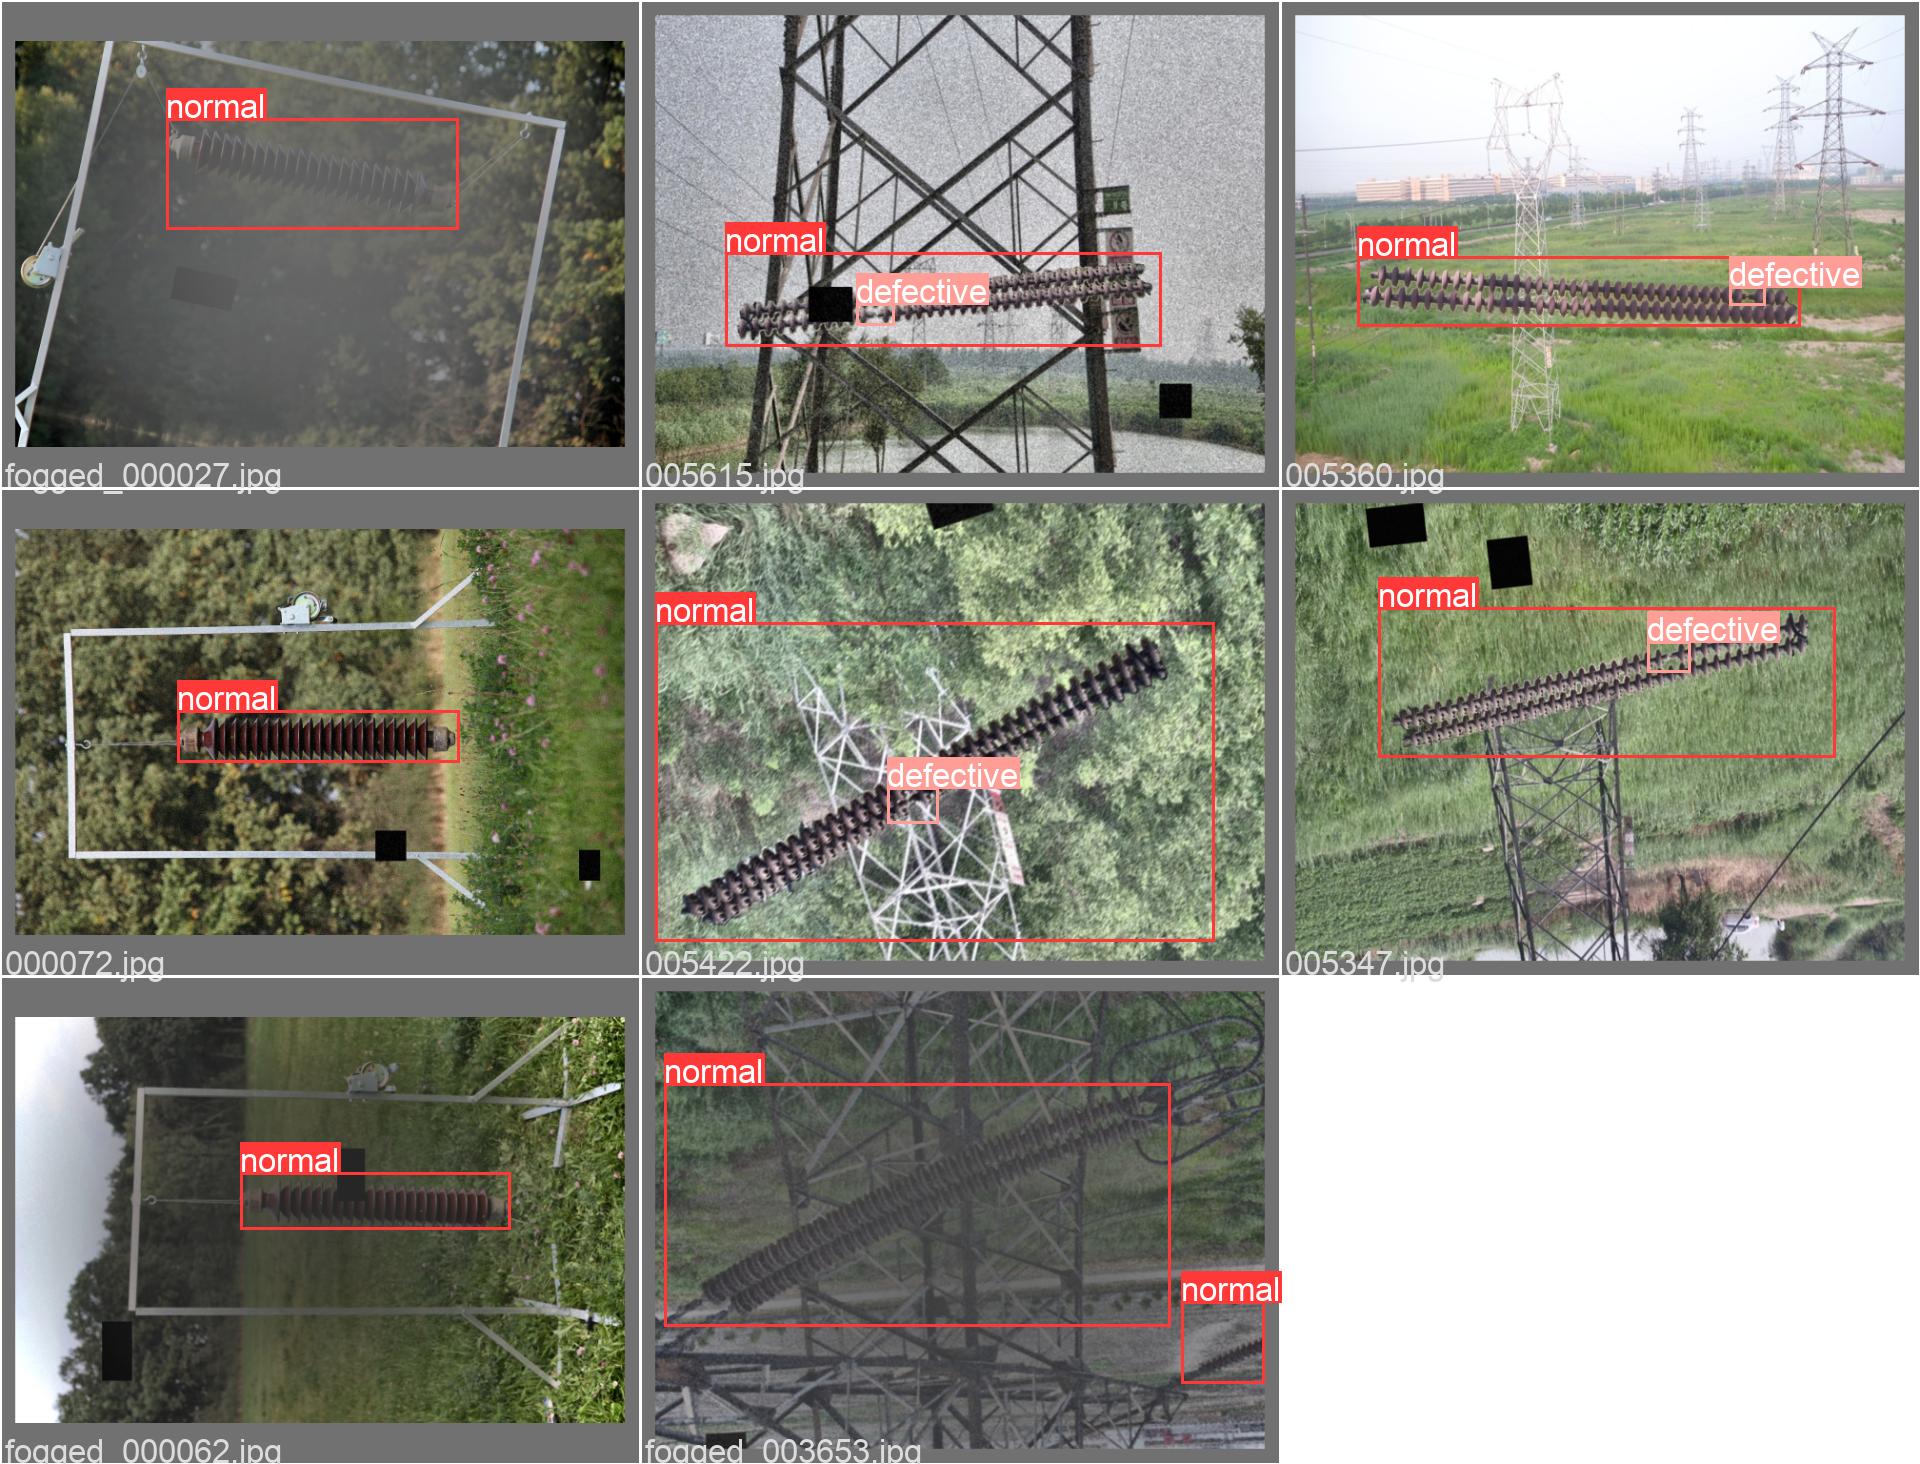 normal
fogged_000027.jpg
normal
defective
005615.jpg
normal
defective
005360.jpg
normal
000072.jpg
normal
defective
005422.jpg
normal
defective
005347.jpg
normal
fogged_000062.jpg
normal
normal
fogged_003653.jpg